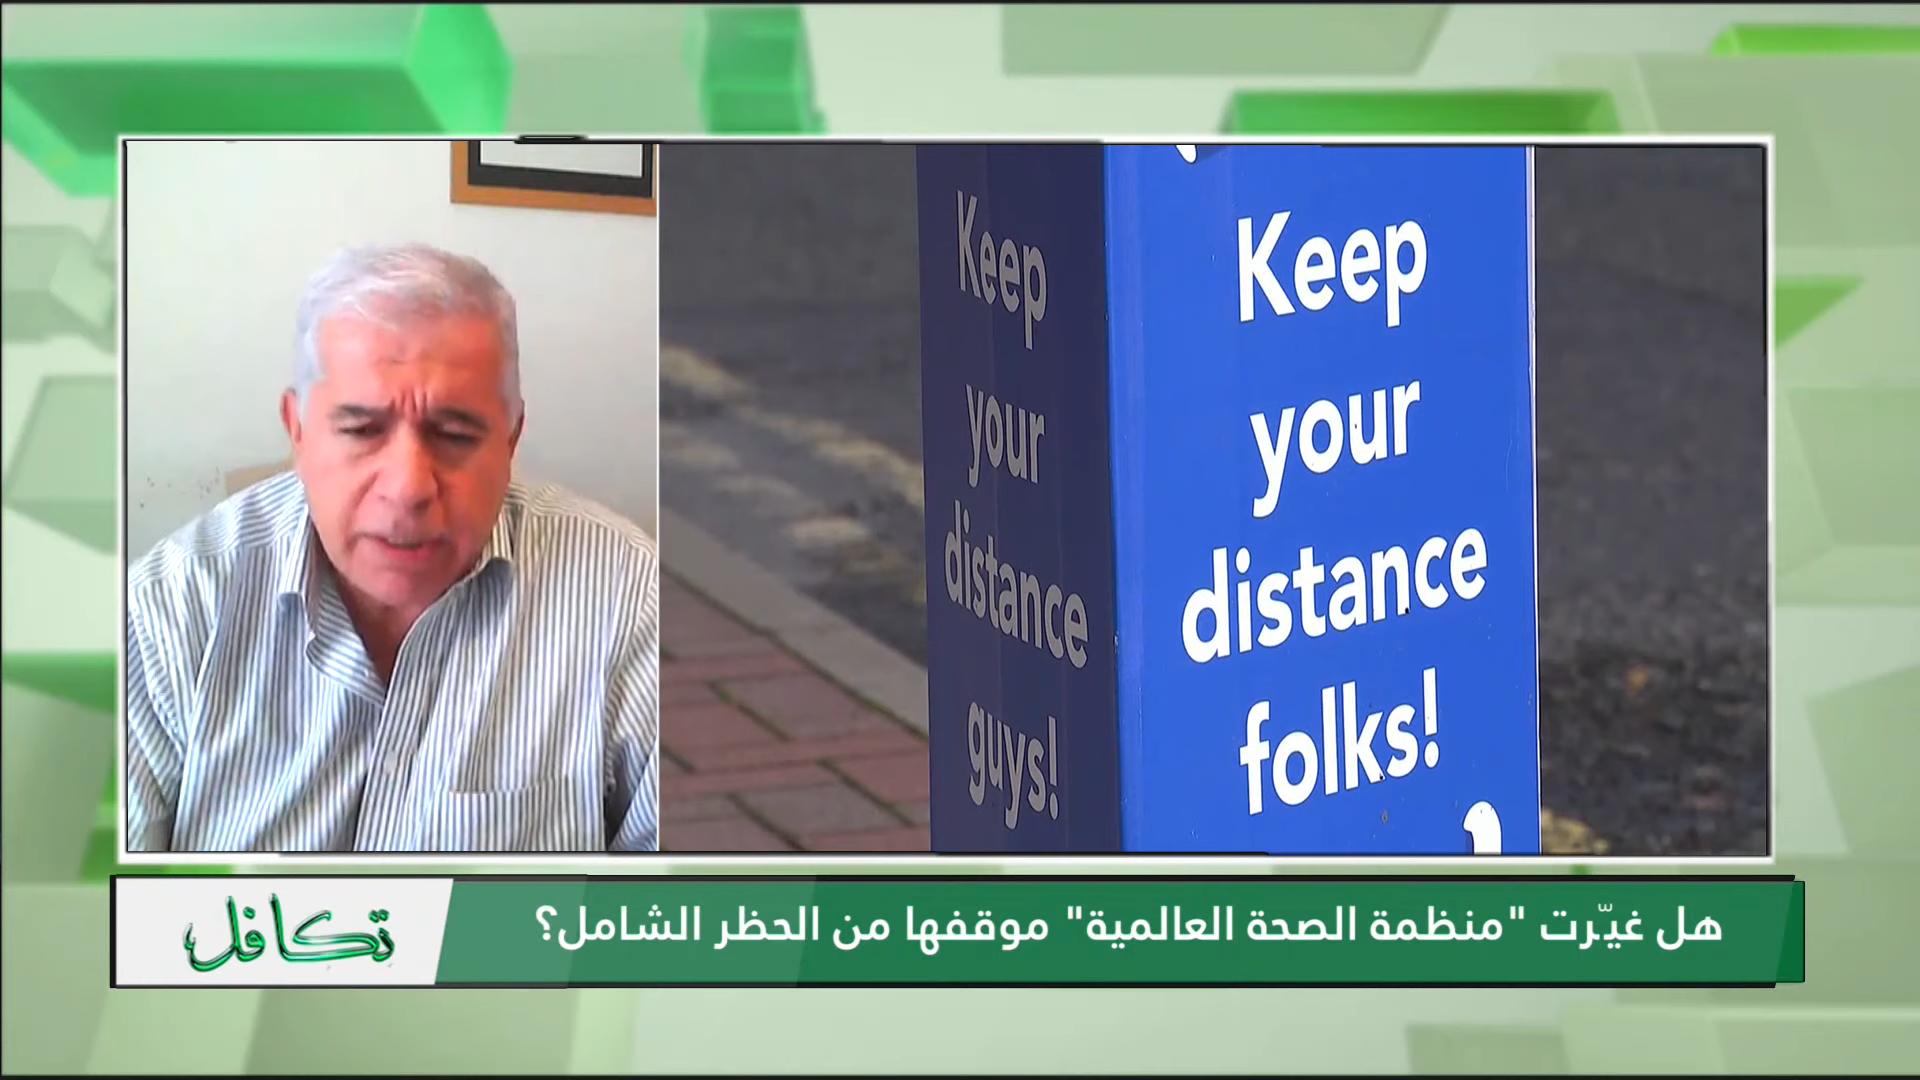 Keep
your
distance
guys!
Keep
your
distance
folks!
هل غيّرت "منظمة الصحة العالمية" موقفها من الحظر الشامل؟
تكافل